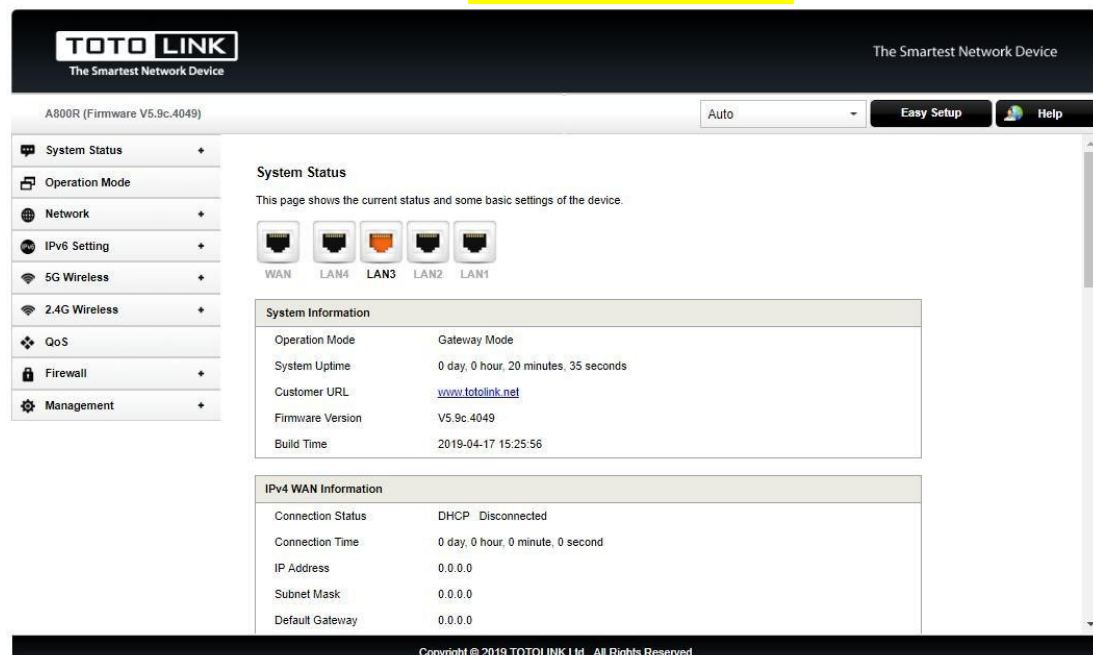 TOTO LINK
The Smartest Network Device
The Smartest Network Device
A800R (Firmware V5.9c.4049)
Auto
Easy Setup
Help
System Status +
Operation Mode
Network +
IPv6 Setting +
5G Wireless +
2.4G Wireless +
QoS
Firewall +
Management +
System Status
This page shows the current status and some basic settings of the device.
WAN LAN4 LAN3 LAN2 LAN1
System Information
Operation Mode Gateway Mode
System Uptime 0 day, 0 hour, 20 minutes, 35 seconds
Customer URL www.totolink.net
Firmware Version V5.9c.4049
Build Time 2019-04-17 15:25:56
IPv4 WAN Information
Connection Status DHCP Disconnected
Connection Time 0 day, 0 hour, 0 minute, 0 second
IP Address 0.0.0.0
Subnet Mask 0.0.0.0
Default Gateway 0.0.0.0
Copyright © 2019 TOTOLINK Ltd., All Rights Reserved